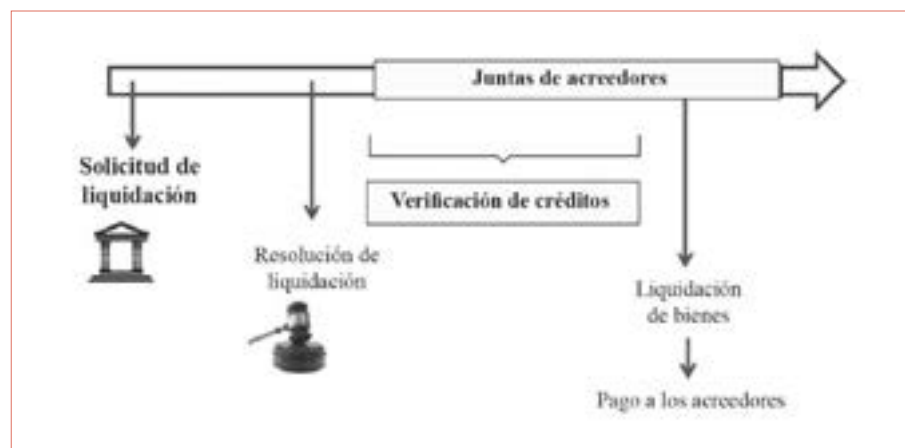 Juntas de acreedores
Solicitud de
liquidación
Verificación de créditos
Resolución de
liquidación
Liquidación
de bienes
Pago a los acreedores